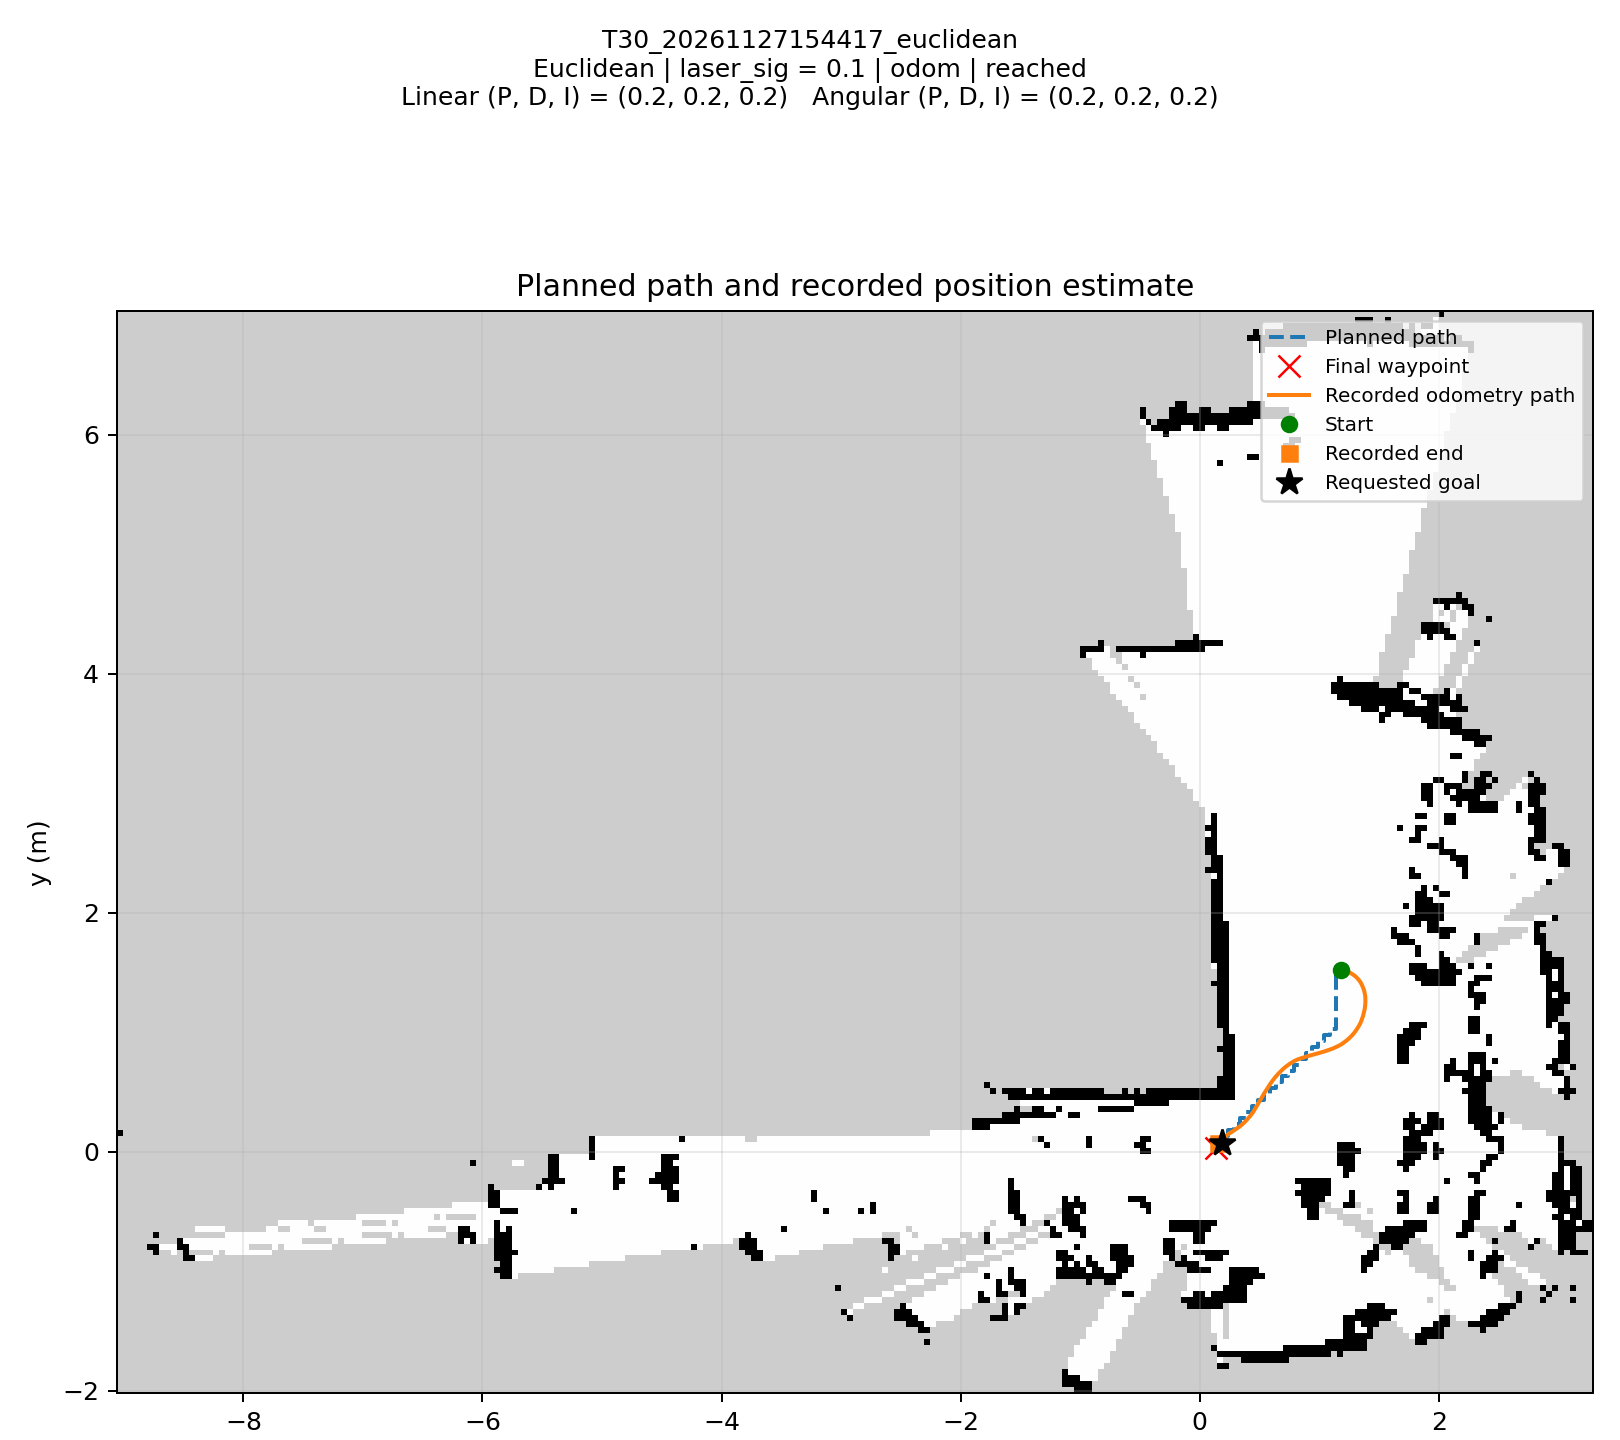 T30_20261127154417_euclidean
Euclidean | laser_sig = 0.1 | odom | reached
Linear (P, D, I) = (0.2, 0.2, 0.2)   Angular (P, D, I) = (0.2, 0.2, 0.2)
Planned path and recorded position estimate
Planned path
Final waypoint
Recorded odometry path
Start
Recorded end
Requested goal
y (m)
6
4
2
0
−2
−8
−6
−4
−2
0
2